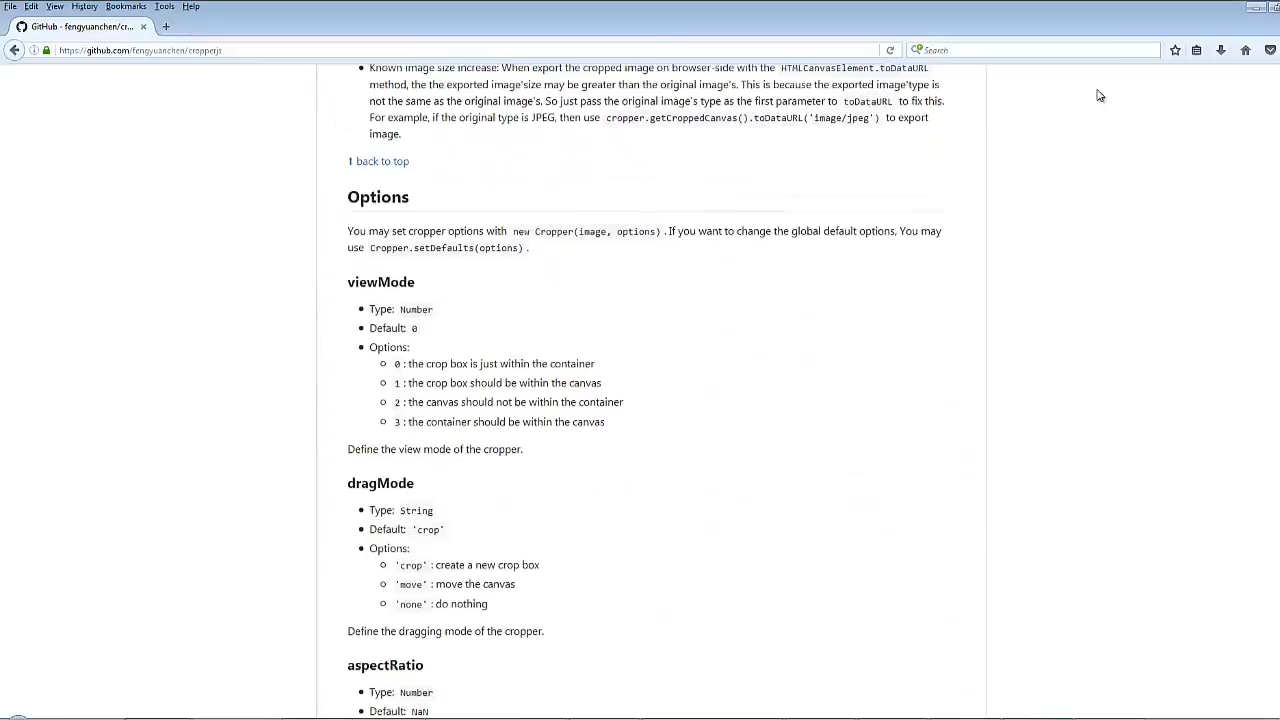 File Edit View History Bookmarks Tools Help
GitHub - fengyuanchen/cr... × +
https://github.com/fengyuanchen/cropperjs Search
• Known image size increase: When export the cropped image on browser-side with the HTMLCanvasElement.toDataURL
method, the the exported image'size may be greater than the original image's. This is because the exported image'type is
not the same as the original image's. So just pass the original image's type as the first parameter to toDataURL to fix this.
For example, if the original type is JPEG, then use cropper.getCroppedCanvas().toDataURL('image/jpeg') to export
image.
⬆ back to top
Options
You may set cropper options with new Cropper(image, options) . If you want to change the global default options, You may
use Cropper.setDefaults(options) .
viewMode
• Type: Number
• Default: 0
• Options:
○ 0 : the crop box is just within the container
○ 1 : the crop box should be within the canvas
○ 2 : the canvas should not be within the container
○ 3 : the container should be within the canvas
Define the view mode of the cropper.
dragMode
• Type: String
• Default: 'crop'
• Options:
○ 'crop' : create a new crop box
○ 'move' : move the canvas
○ 'none' : do nothing
Define the dragging mode of the cropper.
aspectRatio
• Type: Number
• Default: NaN